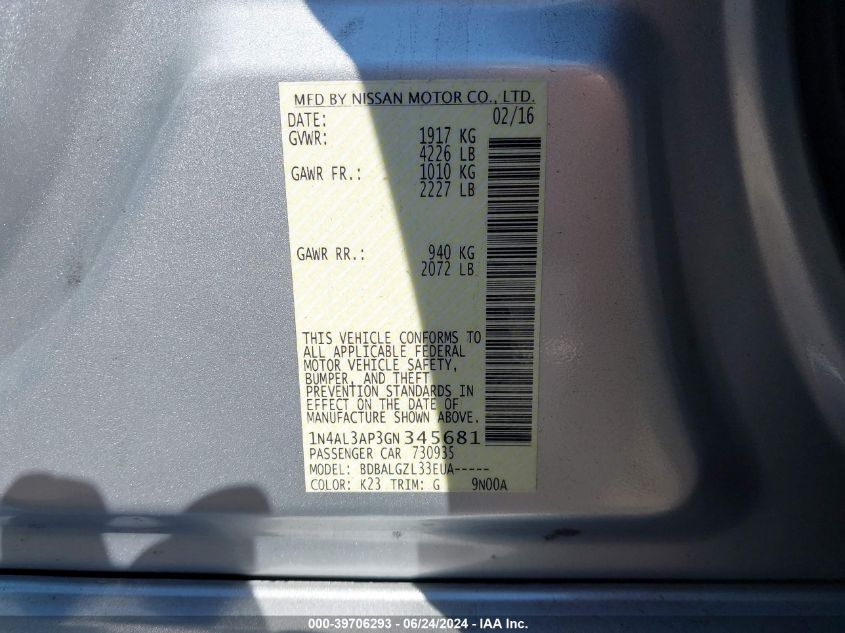 MFD BY NISSAN MOTOR CO., LTD.
DATE: 02/16
GVWR: 1917 KG
4226 LB
GAWR FR.: 1010 KG
2227 LB
GAWR RR.: 940 KG
2072 LB
THIS VEHICLE CONFORMS TO
ALL APPLICABLE FEDERAL
MOTOR VEHICLE SAFETY,
BUMPER, AND THEFT
PREVENTION STANDARDS IN
EFFECT ON THE DATE OF
MANUFACTURE SHOWN ABOVE.
1N4AL3AP3GN345681
PASSENGER CAR 730935
MODEL: BDBALGZL33EUA-----
COLOR: K23 TRIM: G 9N00A
000-39706293 - 06/24/2024 - IAA Inc.